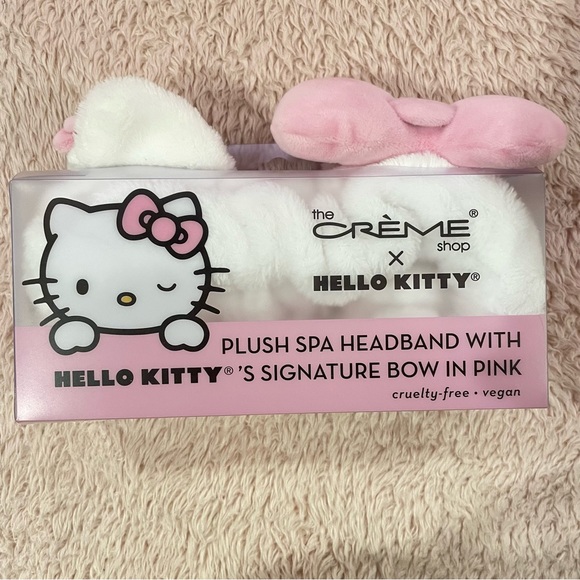 the
CRÈME®
shop
×
HELLO KITTY®
PLUSH SPA HEADBAND WITH
HELLO KITTY®'S SIGNATURE BOW IN PINK
cruelty-free • vegan